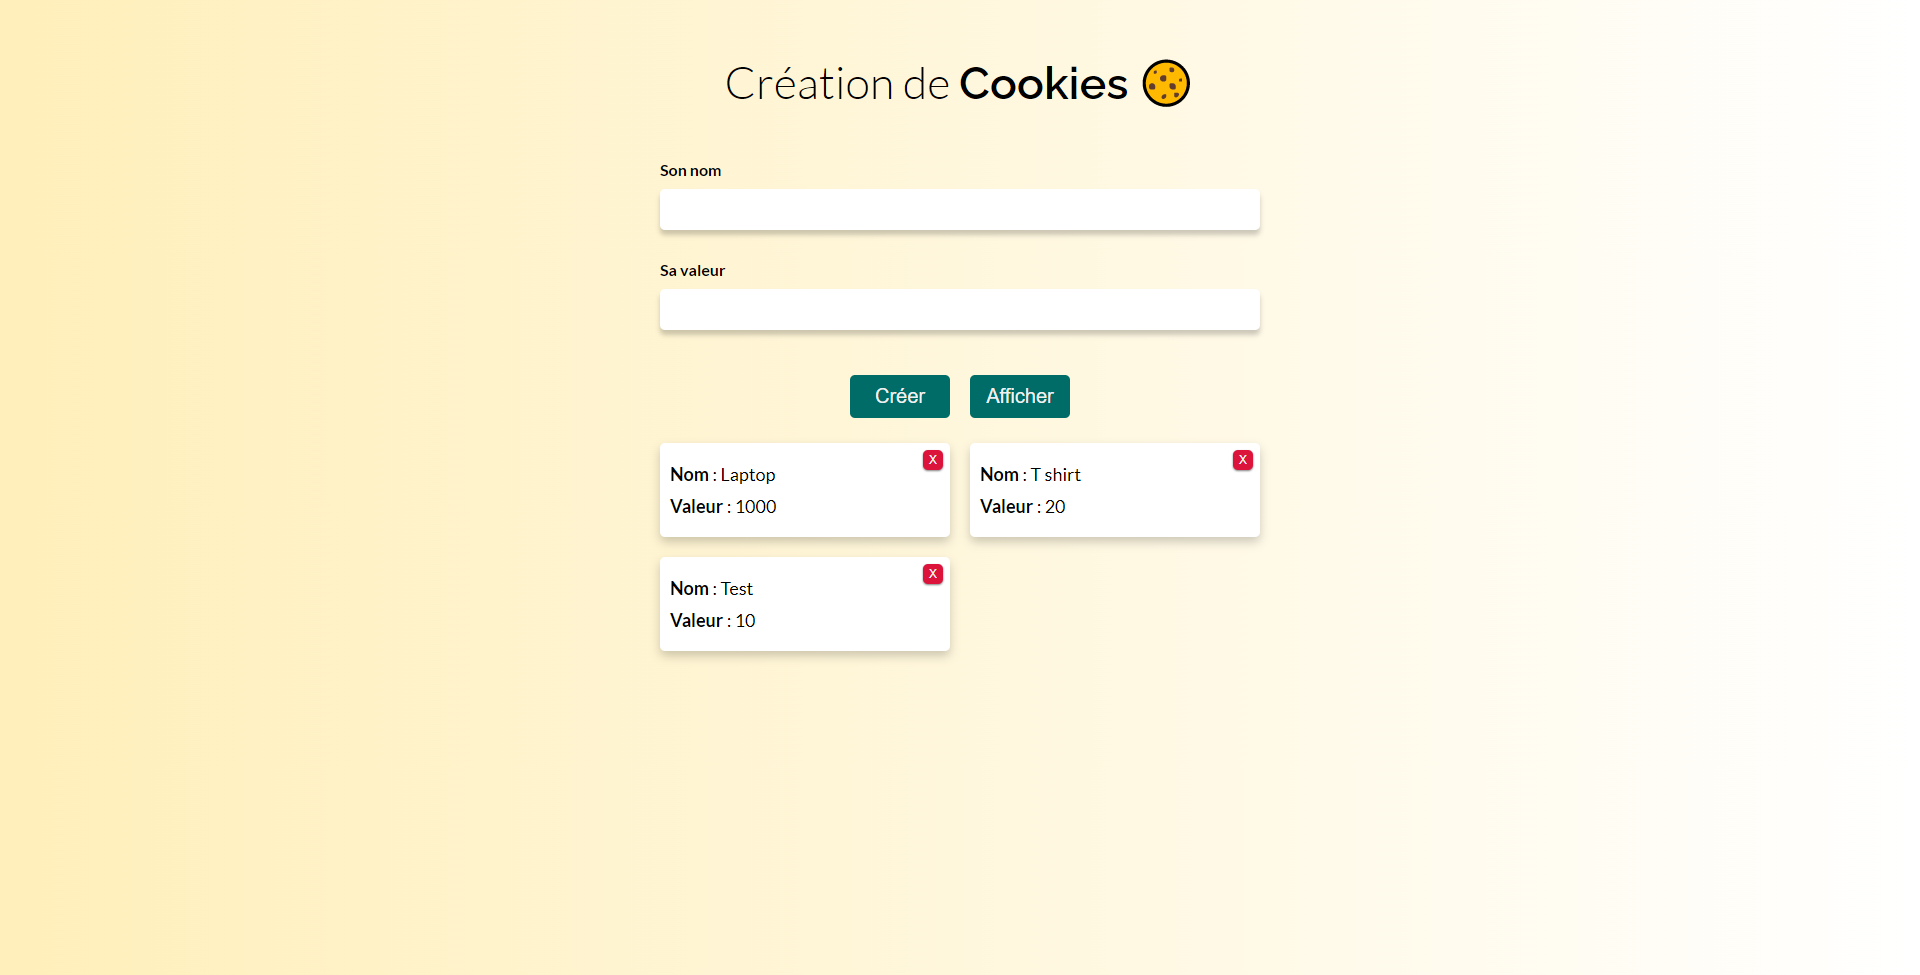 Création de Cookies
Son nom
Sa valeur
Créer
Afficher
X
Nom : Laptop
Valeur : 1000
X
Nom : T shirt
Valeur : 20
X
Nom : Test
Valeur : 10